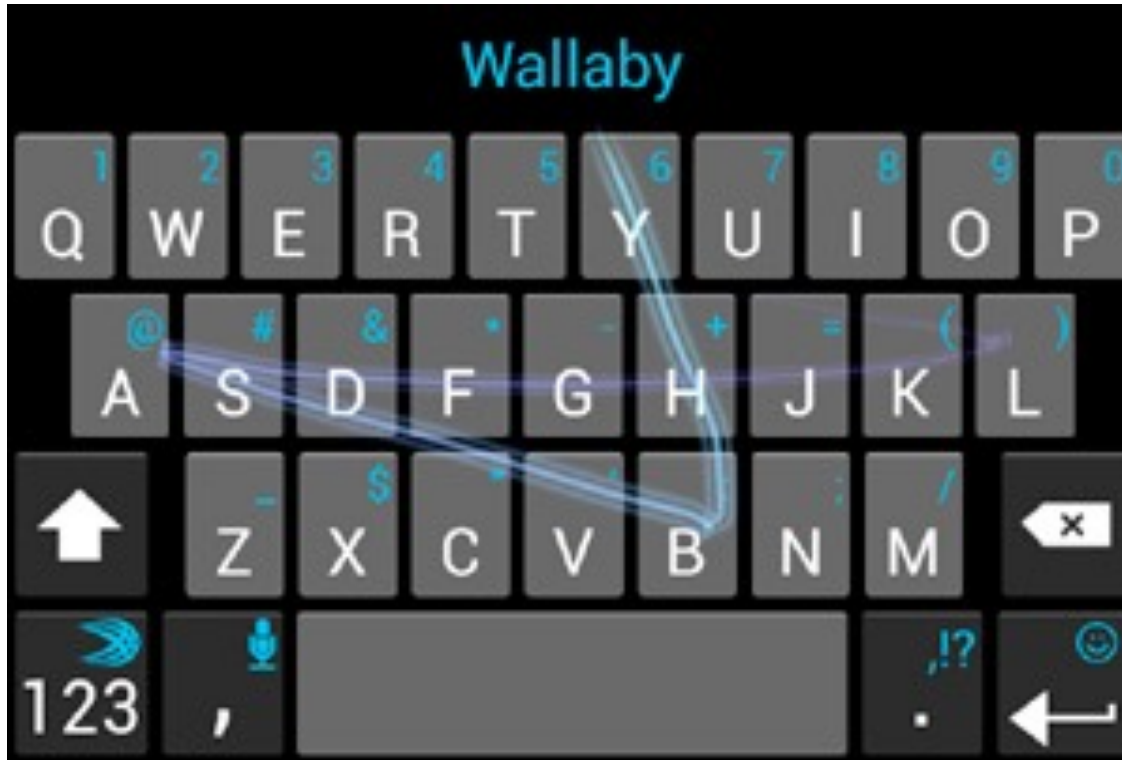 Wallaby
1 2 3 4 5 6 7 8 9 0
Q W E R T Y U I O P
@ # & * - + = ( )
A S D F G H J K L
_ $ " ' : ; /
Z X C V B N M
,!?
123 , .